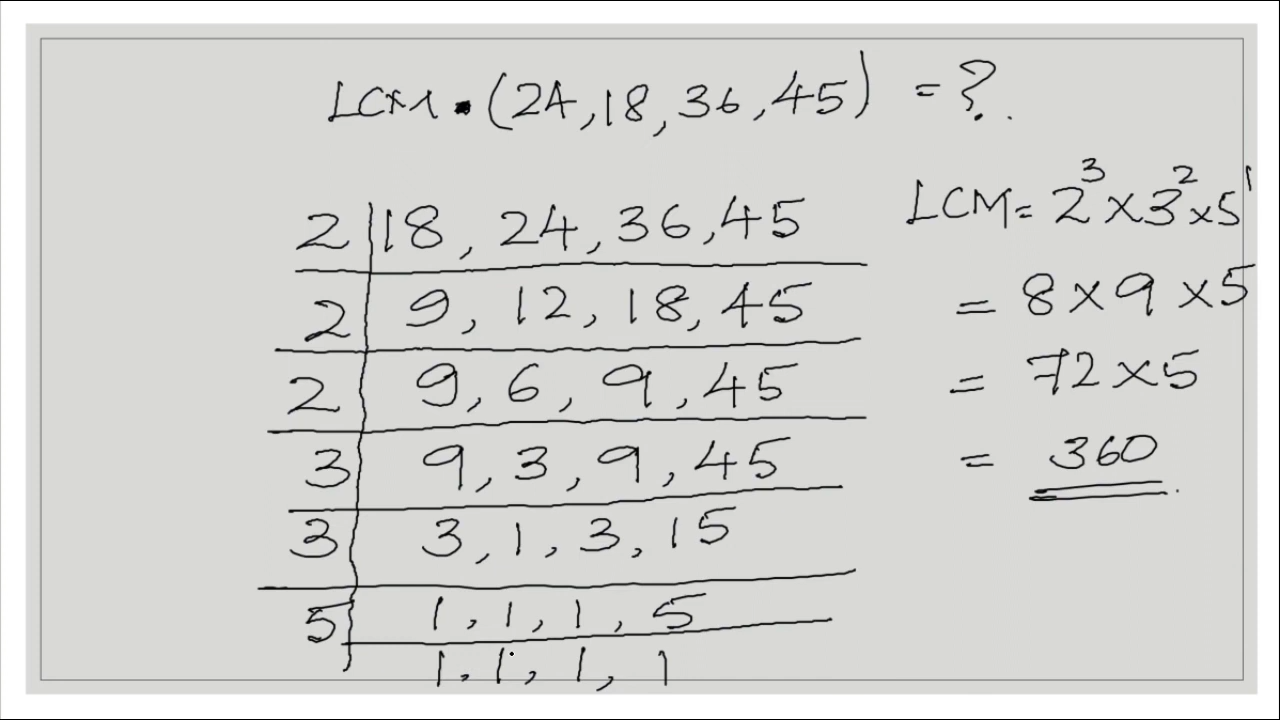 LCM . (24, 18, 36, 45) = ?
2 | 18, 24, 36, 45
2 | 9, 12, 18, 45
2 | 9, 6, 9, 45
3 | 9, 3, 9, 45
3 | 3, 1, 3, 15
5 | 1, 1, 1, 5
1, 1, 1, 1
LCM = 2³ × 3² × 5¹
= 8 × 9 × 5
= 72 × 5
= 360